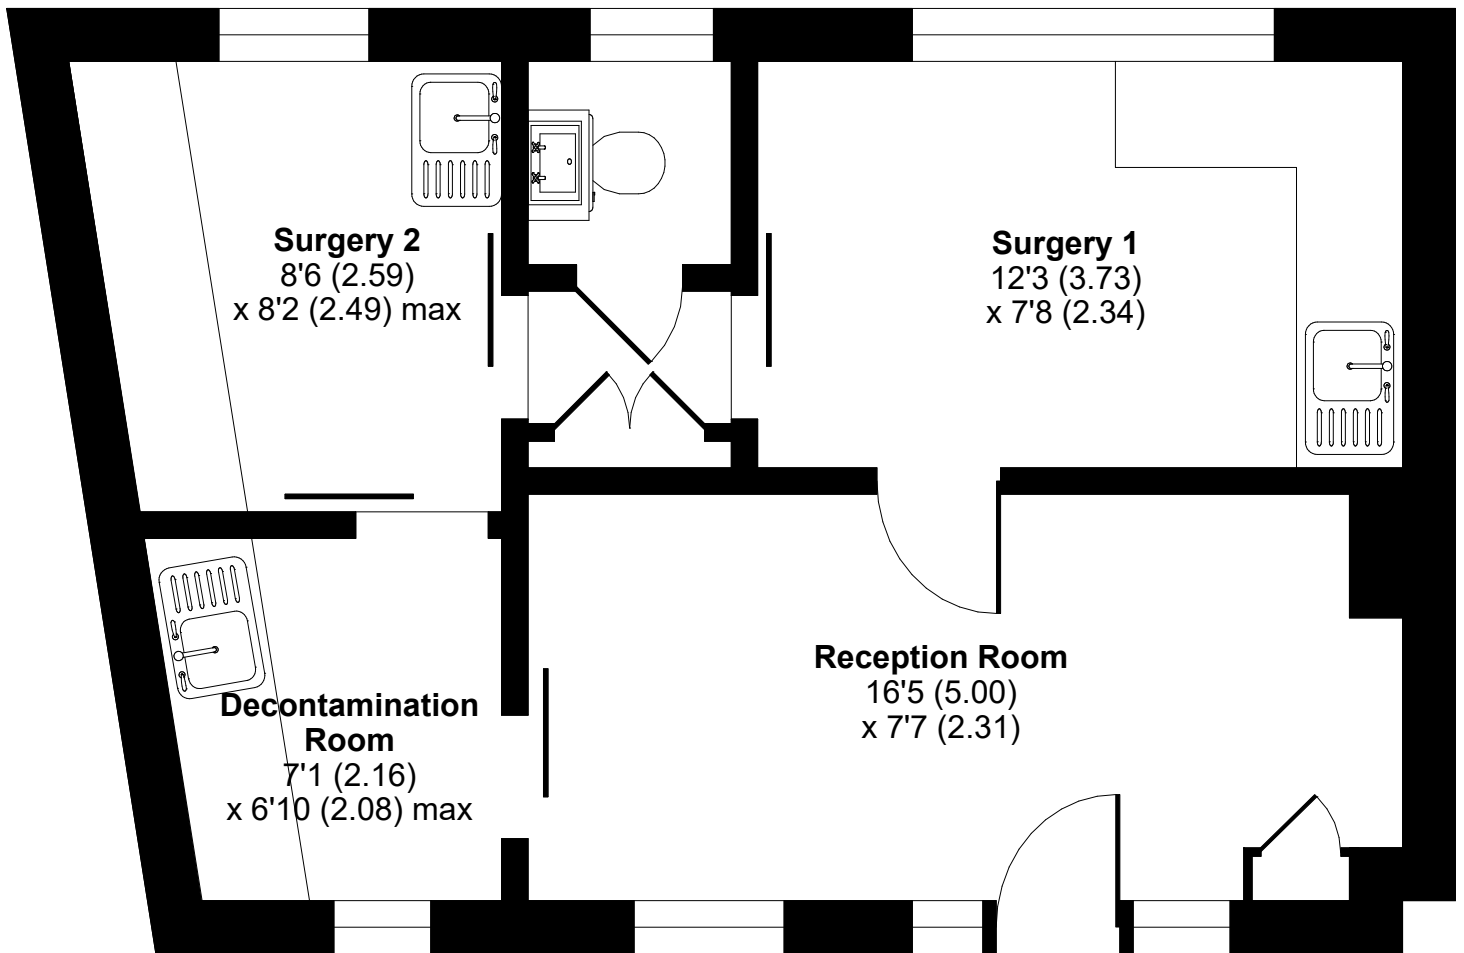 Surgery 2
8'6 (2.59)
x 8'2 (2.49) max
Surgery 1
12'3 (3.73)
x 7'8 (2.34)
Reception Room
16'5 (5.00)
x 7'7 (2.31)
Decontamination
Room
7'1 (2.16)
x 6'10 (2.08) max